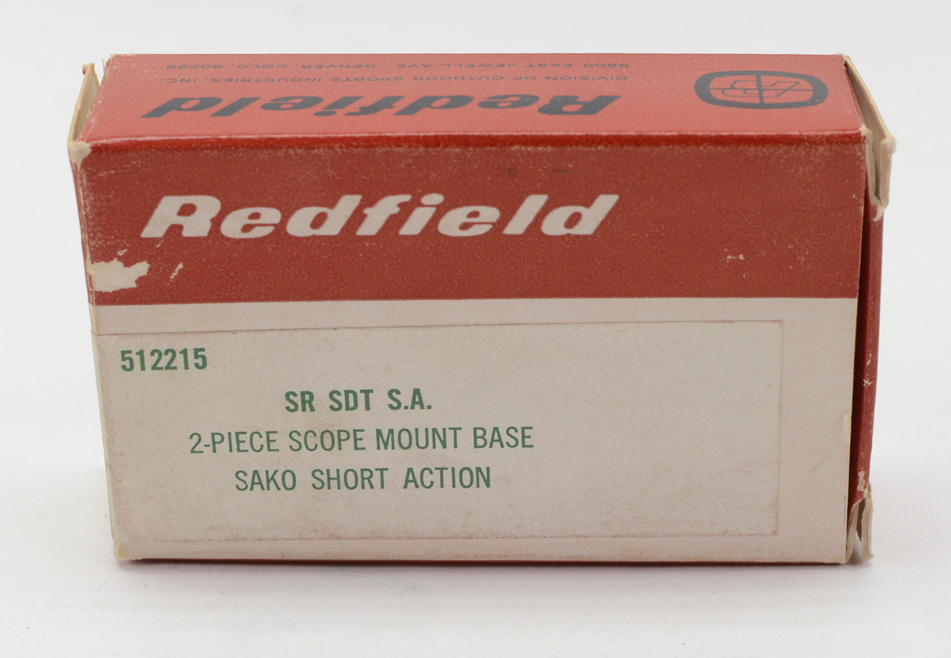 Redfield
DIVISION OF OUTDOOR SPORTS INDUSTRIES, INC.
5800 EAST JEWELL AVE. DENVER, COLO. 80222
Redfield
512215
SR SDT S.A.
2-PIECE SCOPE MOUNT BASE
SAKO SHORT ACTION